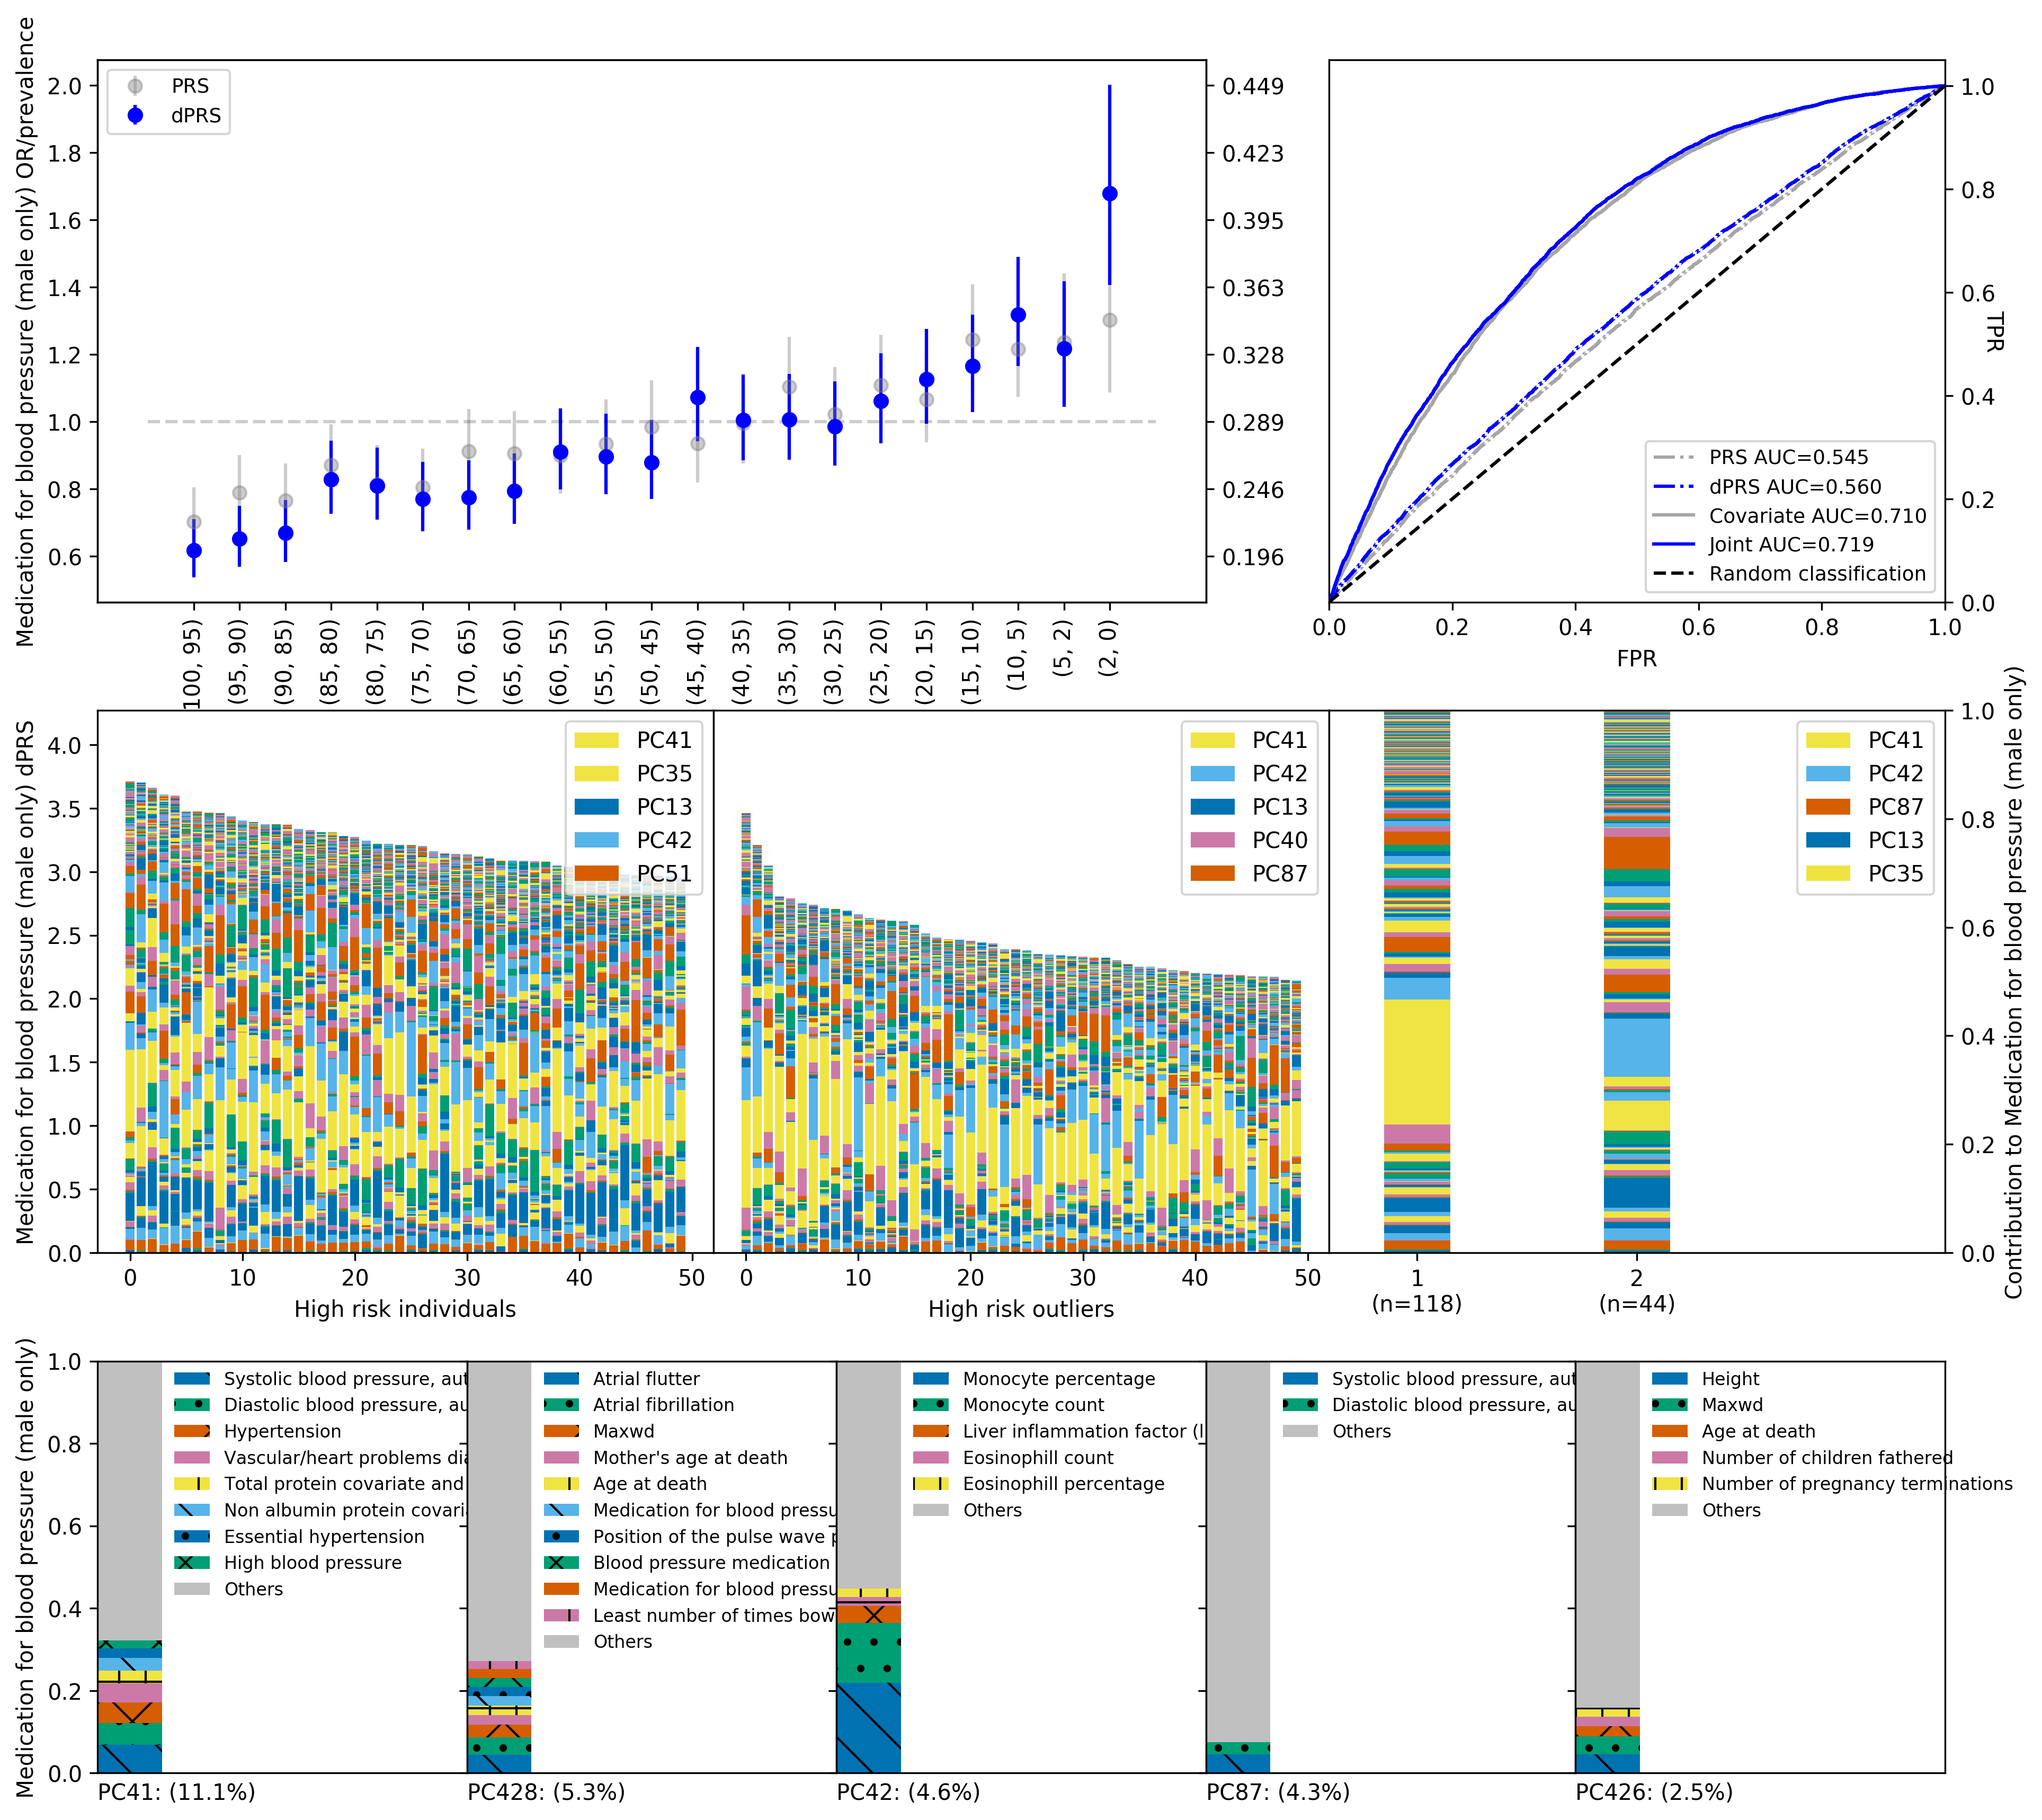 Medication for blood pressure (male only) OR/prevalence
2.0
1.8
1.6
1.4
1.2
1.0
0.8
0.6
PRS
dPRS
0.449
0.423
0.395
0.363
0.328
0.289
0.246
0.196
100, 95)
(95, 90)
(90, 85)
(85, 80)
(80, 75)
(75, 70)
(70, 65)
(65, 60)
(60, 55)
(55, 50)
(50, 45)
(45, 40)
(40, 35)
(35, 30)
(30, 25)
(25, 20)
(20, 15)
(15, 10)
(10, 5)
(5, 2)
(2, 0)
PRS AUC=0.545
dPRS AUC=0.560
Covariate AUC=0.710
Joint AUC=0.719
Random classification
1.0
0.8
0.6
0.4
0.2
0.0
TPR
0.0 0.2 0.4 0.6 0.8 1.0
FPR
Medication for blood pressure (male only) dPRS
4.0
3.5
3.0
2.5
2.0
1.5
1.0
0.5
0.0
PC41
PC35
PC13
PC42
PC51
0 10 20 30 40 50
High risk individuals
PC41
PC42
PC13
PC40
PC87
0 10 20 30 40 50
High risk outliers
PC41
PC42
PC87
PC13
PC35
1
(n=118)
2
(n=44)
1.0
0.8
0.6
0.4
0.2
0.0
Contribution to Medication for blood pressure (male only)
Medication for blood pressure (male only)
1.0
0.8
0.6
0.4
0.2
0.0
Systolic blood pressure, aut
Diastolic blood pressure, au
Hypertension
Vascular/heart problems dia
Total protein covariate and
Non albumin protein covaria
Essential hypertension
High blood pressure
Others
PC41: (11.1%)
Atrial flutter
Atrial fibrillation
Maxwd
Mother's age at death
Age at death
Medication for blood pressu
Position of the pulse wave p
Blood pressure medication
Medication for blood pressu
Least number of times bow
Others
PC428: (5.3%)
Monocyte percentage
Monocyte count
Liver inflammation factor (l
Eosinophill count
Eosinophill percentage
Others
PC42: (4.6%)
Systolic blood pressure, aut
Diastolic blood pressure, au
Others
PC87: (4.3%)
Height
Maxwd
Age at death
Number of children fathered
Number of pregnancy terminations
Others
PC426: (2.5%)